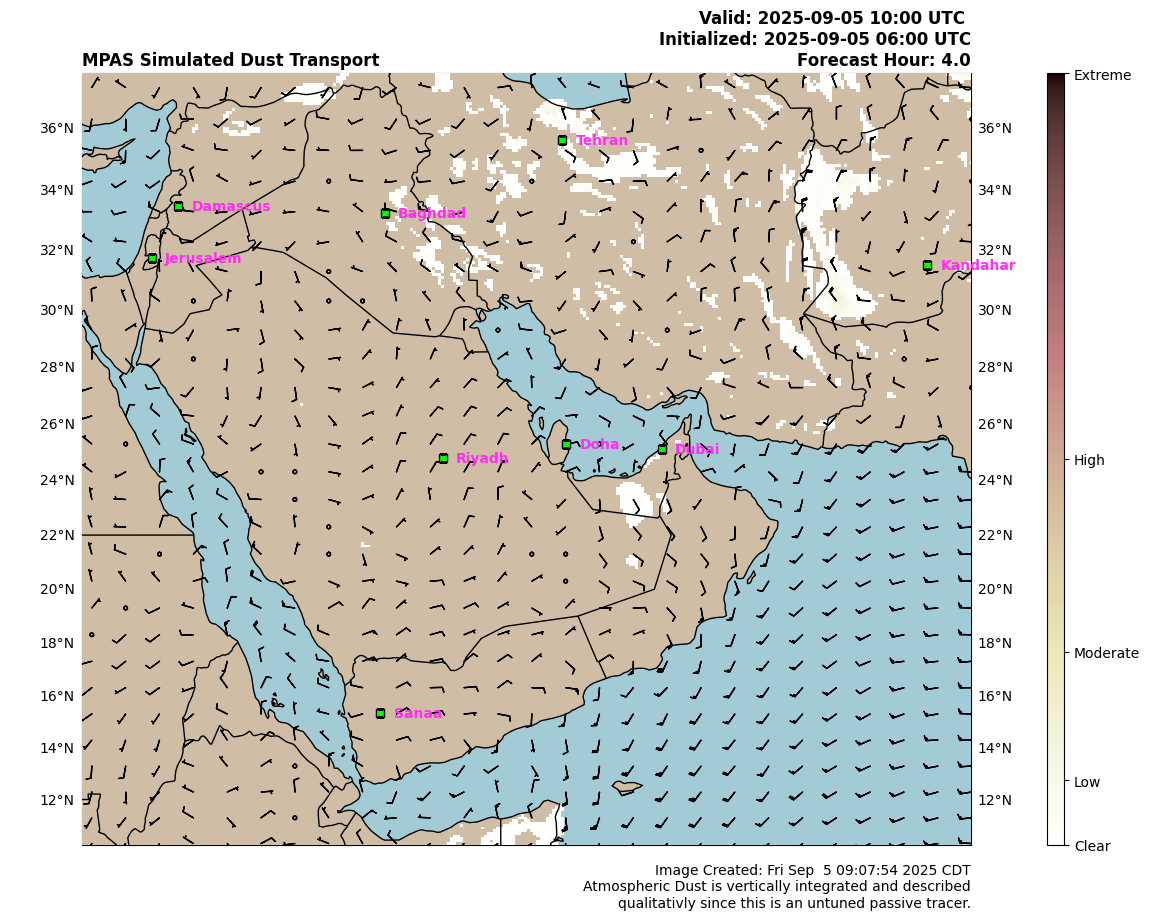 Valid: 2025-09-05 10:00 UTC
Initialized: 2025-09-05 06:00 UTC
MPAS Simulated Dust Transport
Forecast Hour: 4.0
Extreme
36°N
Tehran
36°N
34°N
Damascus
Baghdad
34°N
32°N
Jerusalem
32°N
Kandahar
30°N
30°N
28°N
28°N
26°N
Doha
Dubai
26°N
Riyadh
High
24°N
24°N
22°N
22°N
20°N
20°N
18°N
18°N
Moderate
16°N
16°N
Sanaa
14°N
14°N
12°N
12°N
Low
Clear
Image Created: Fri Sep  5 09:07:54 2025 CDT
Atmospheric Dust is vertically integrated and described
qualitativly since this is an untuned passive tracer.